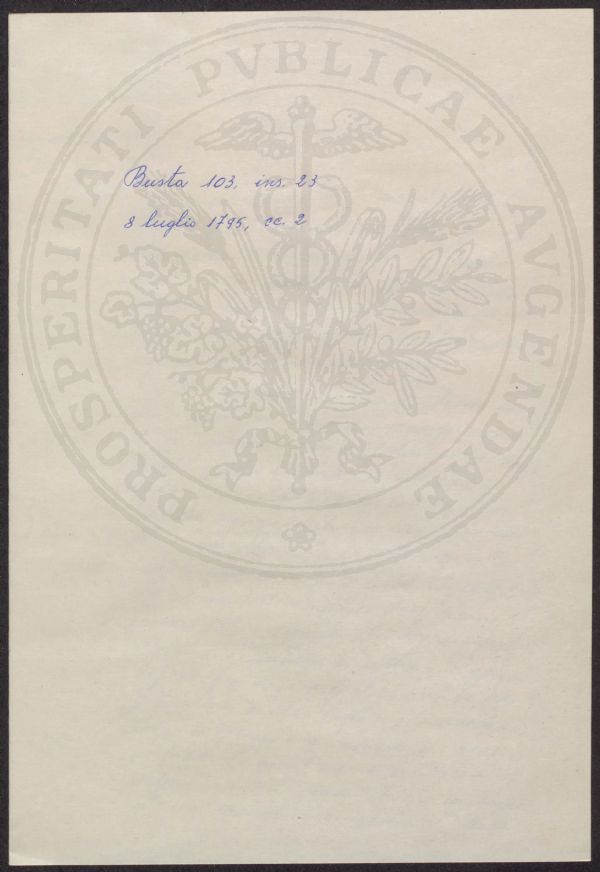 PROSPERITATI PVBLICAE AVGENDAE
Busta 103, ins. 23
8 luglio 1795, cc. 2